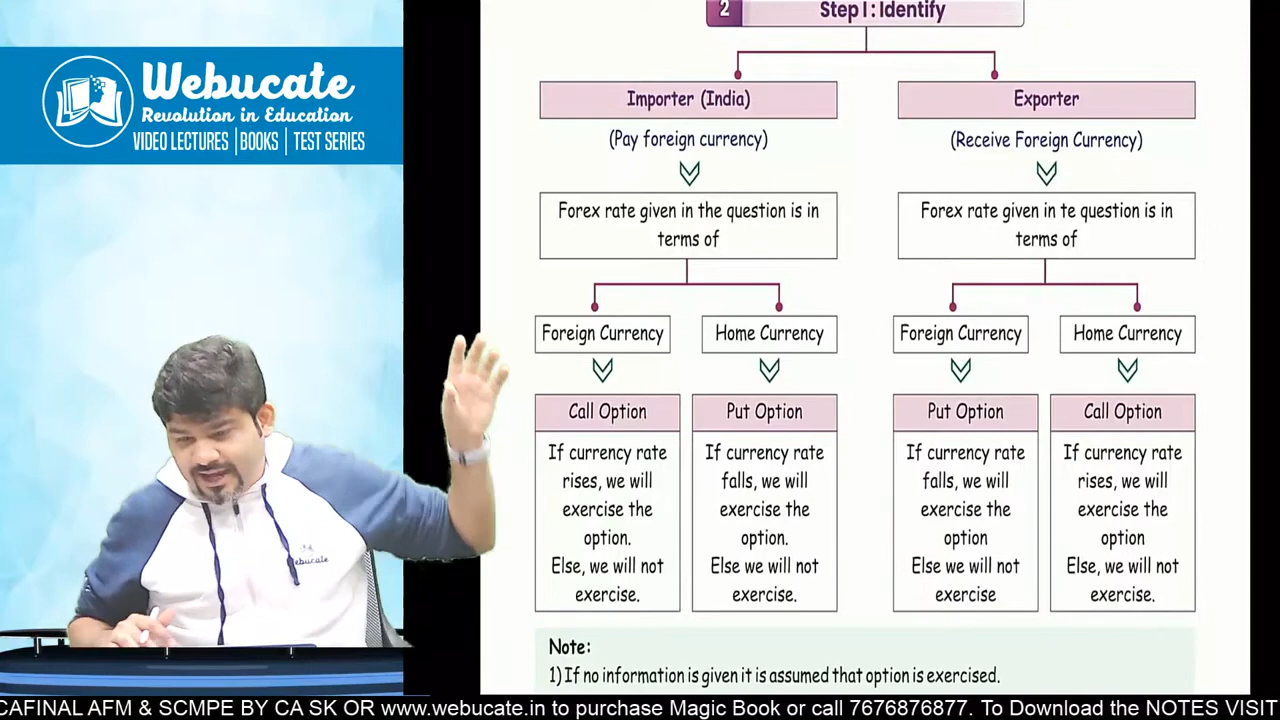 Webucate
Revolution in Education
VIDEO LECTURES | BOOKS | TEST SERIES
2 Step I : Identify
Importer (India)
(Pay foreign currency)
Forex rate given in the question is in
terms of
Foreign Currency
Home Currency
Call Option
If currency rate
rises, we will
exercise the
option.
Else, we will not
exercise.
Put Option
If currency rate
falls, we will
exercise the
option.
Else we will not
exercise.
Exporter
(Receive Foreign Currency)
Forex rate given in te question is in
terms of
Foreign Currency
Home Currency
Put Option
If currency rate
falls, we will
exercise the
option
Else we will not
exercise
Call Option
If currency rate
rises, we will
exercise the
option
Else, we will not
exercise.
Note:
1) If no information is given it is assumed that option is exercised.
ebucate
CAFINAL AFM & SCMPE BY CA SK OR www.webucate.in to purchase Magic Book or call 7676876877. To Download the NOTES VISIT